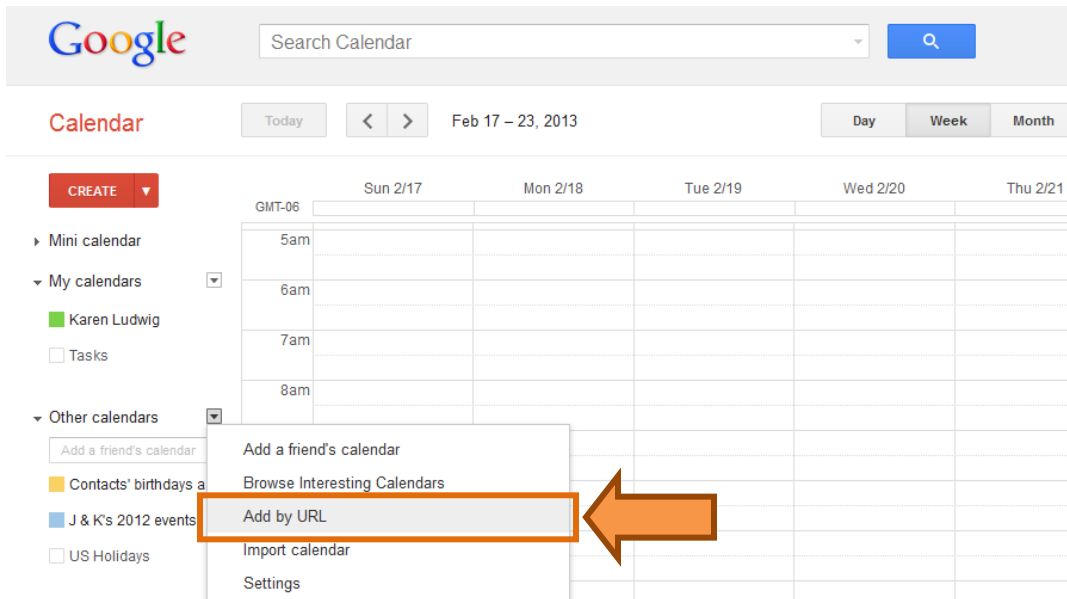 Google
Search Calendar
Calendar
Today
Feb 17 – 23, 2013
Day Week Month
CREATE
Sun 2/17 Mon 2/18 Tue 2/19 Wed 2/20 Thu 2/21
GMT-06
Mini calendar
5am
My calendars
6am
Karen Ludwig
7am
Tasks
8am
Other calendars
Add a friend's calendar
Contacts' birthdays a
J & K's 2012 events
US Holidays
Add a friend's calendar
Browse Interesting Calendars
Add by URL
Import calendar
Settings